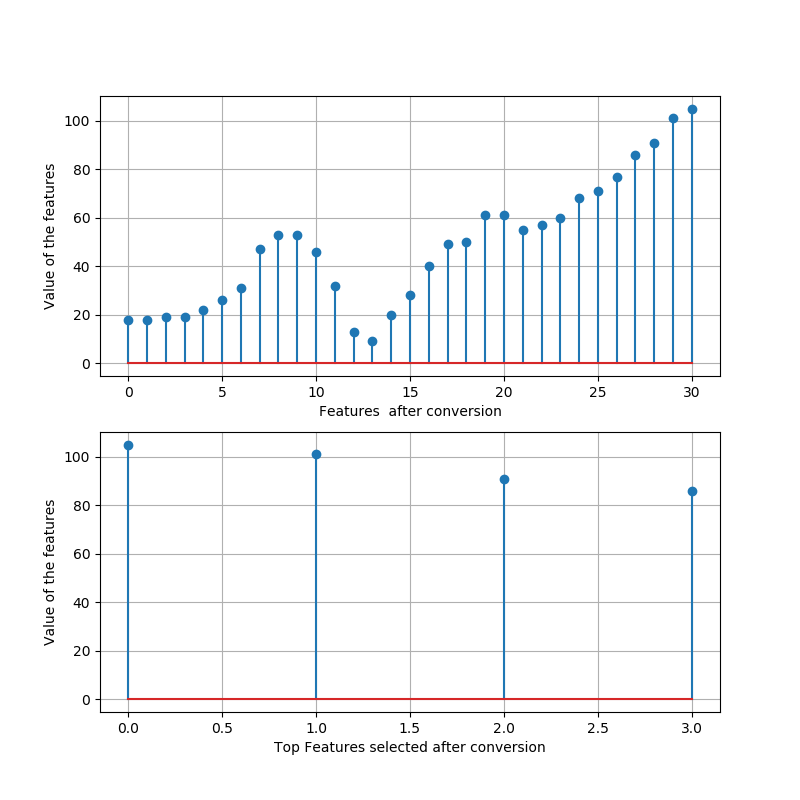 100
80
60
40
20
0
Value of the features
0 5 10 15 20 25 30
Features  after conversion
100
80
60
40
20
0
Value of the features
0.0 0.5 1.0 1.5 2.0 2.5 3.0
Top Features selected after conversion